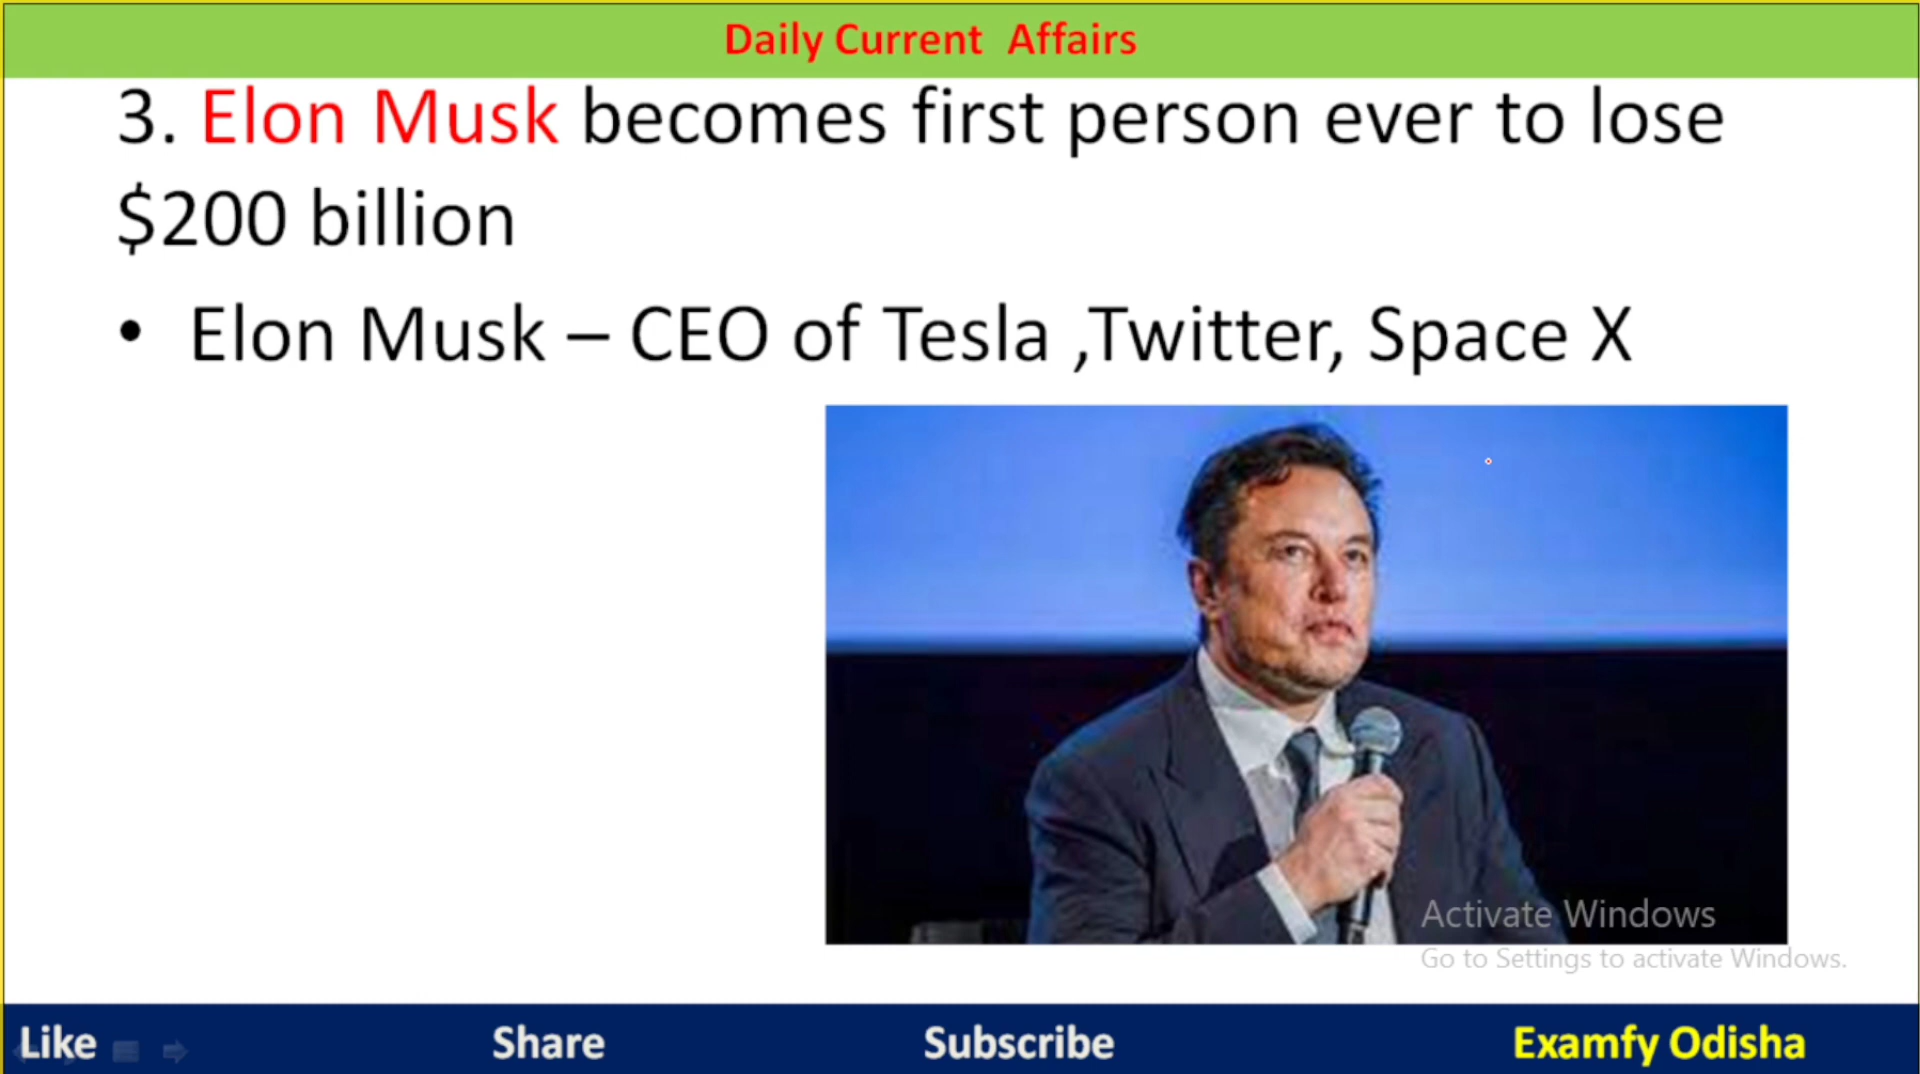 Daily Current  Affairs
3. Elon Musk becomes first person ever to lose
$200 billion
• Elon Musk – CEO of Tesla ,Twitter, Space X
Activate Windows
Go to Settings to activate Windows.
Like Share Subscribe Examfy Odisha